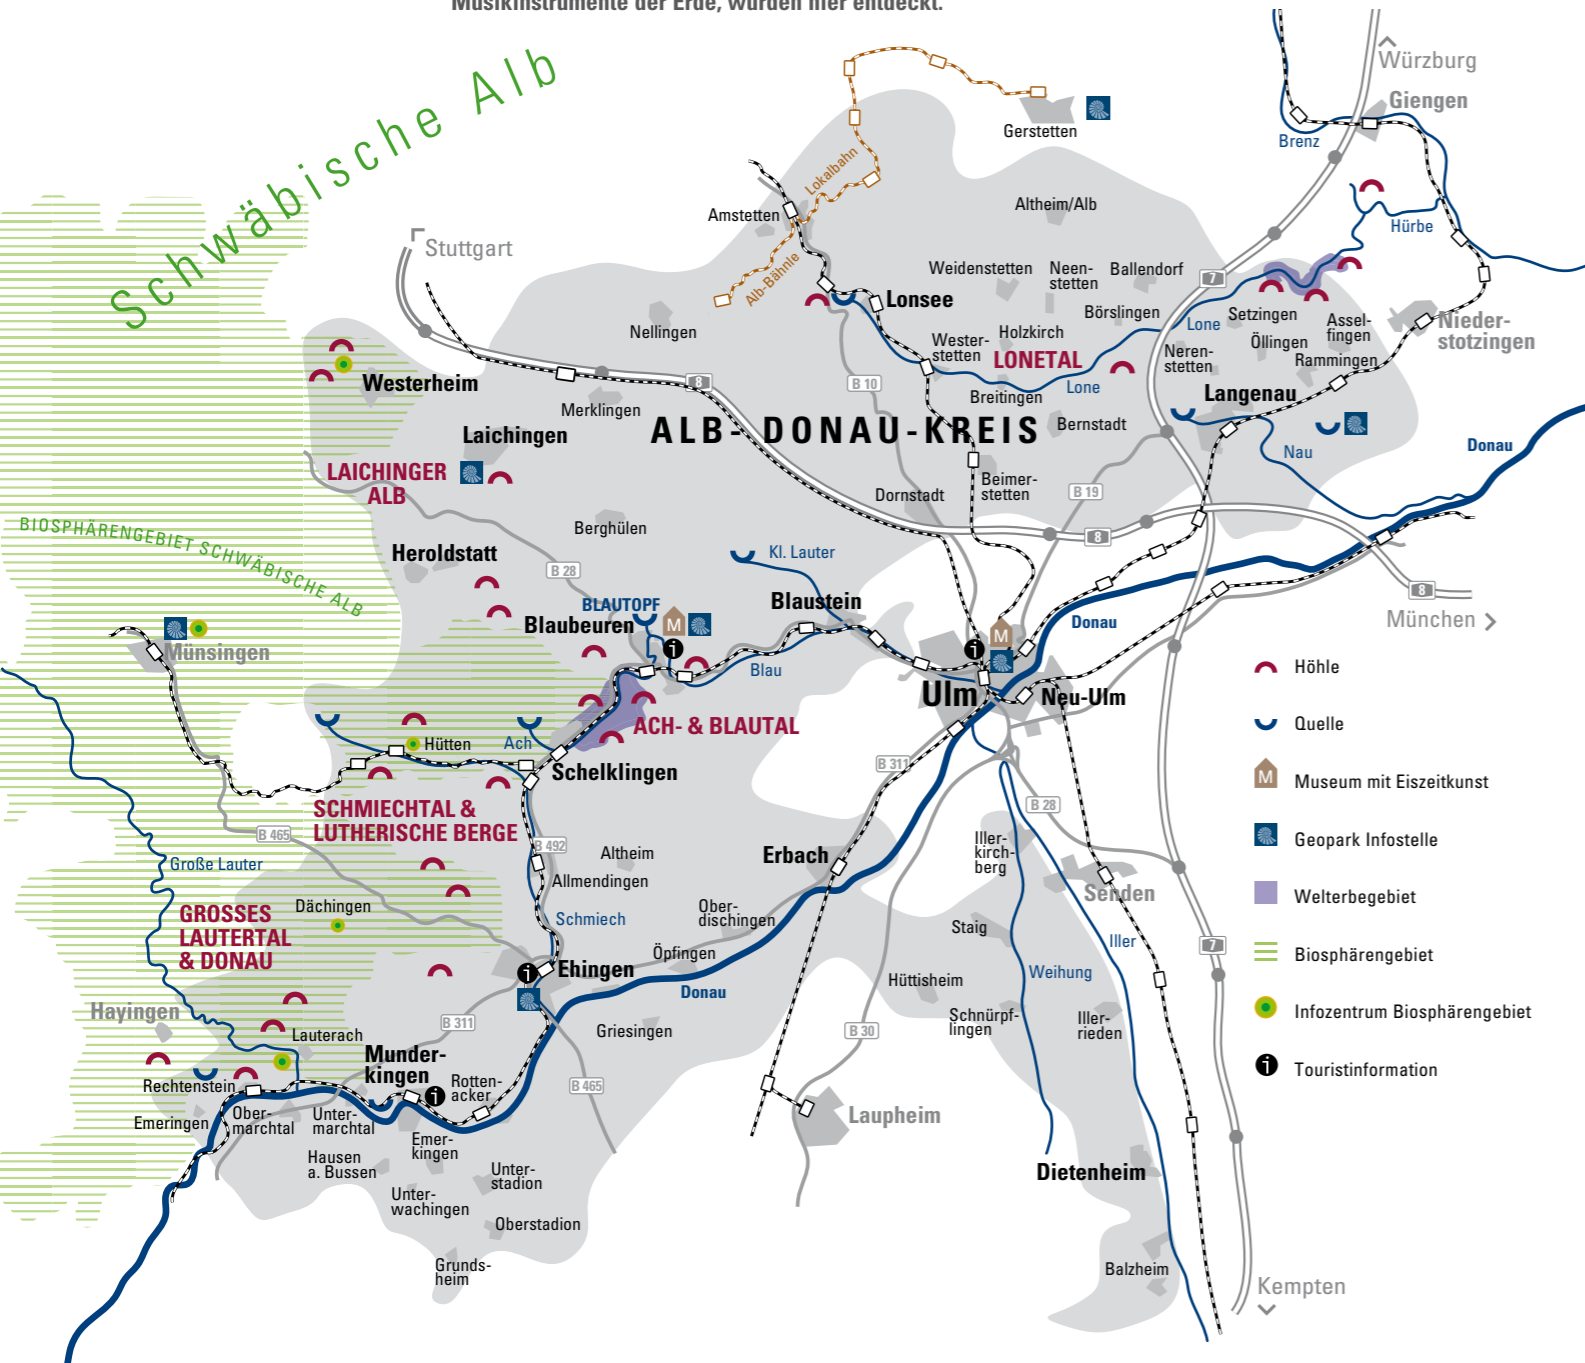 Musikinstrumente der Erde, wurden hier entdeckt.
Schwäbische Alb
Würzburg
Giengen
Gerstetten
Brenz
Lokalbahn
Amstetten
Altheim/Alb
Hürbe
Stuttgart
Alb-Bähnle
Weidenstetten
Neen-
stetten
Ballendorf
Lonsee
Nellingen
Börslingen
Setzingen
Lone
Assel-
fingen
Nieder-
stotzingen
Holzkirch
Wester-
stetten
LONETAL
Öllingen
Neren-
stetten
Rammingen
7
8
B 10
Westerheim
Lone
Breitingen
Langenau
Merklingen
Laichingen
ALB-DONAU-KREIS
Bernstadt
Nau
Donau
LAICHINGER
ALB
Beimer-
stetten
Dornstadt
B 19
BIOSPHÄRENGEBIET SCHWÄBISCHE ALB
Berghülen
Heroldstatt
Kl. Lauter
8
B 28
8
BLAUTOPF
Blaubeuren
M
i
Blaustein
Donau
München
Münsingen
Blau
i
M
Ulm
Neu-Ulm
Höhle
ACH- & BLAUTAL
Quelle
Hütten
Ach
Schelklingen
B 311
M
Museum mit Eiszeitkunst
SCHMIECHTAL &
LUTHERISCHE BERGE
B 28
B 465
B 492
Iller-
kirch-
berg
Geopark Infostelle
Große Lauter
Altheim
Erbach
Allmendingen
Senden
Welterbegebiet
Dächingen
GROSSES
LAUTERTAL
& DONAU
Schmiech
Ober-
dischingen
Staig
Iller
7
Öpfingen
Biosphärengebiet
Ehingen
i
Weihung
Hüttisheim
Donau
Hayingen
B 311
Griesingen
Schnürpf-
lingen
Iller-
rieden
Infozentrum Biosphärengebiet
B 30
Lauterach
Munder-
kingen
Rotten-
acker
i
B 465
i
Touristinformation
Rechtenstein
Emeringen
Ober-
marchtal
Unter-
marchtal
Laupheim
Emer-
kingen
Hausen
a. Bussen
Unter-
stadion
Dietenheim
Unter-
wachingen
Oberstadion
Grunds-
heim
Balzheim
Kempten